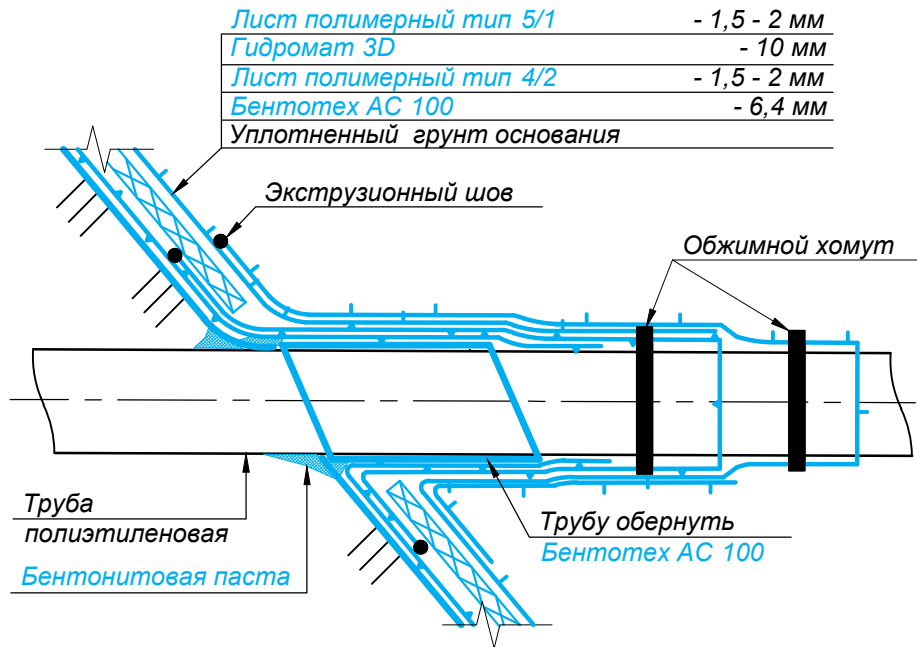 Лист полимерный тип 5/1 - 1,5 - 2 мм
Гидромат 3D - 10 мм
Лист полимерный тип 4/2 - 1,5 - 2 мм
Бентотех АС 100 - 6,4 мм
Уплотненный грунт основания
Экструзионный шов
Обжимной хомут
Труба
полиэтиленовая
Трубу обернуть
Бентотех АС 100
Бентонитовая паста